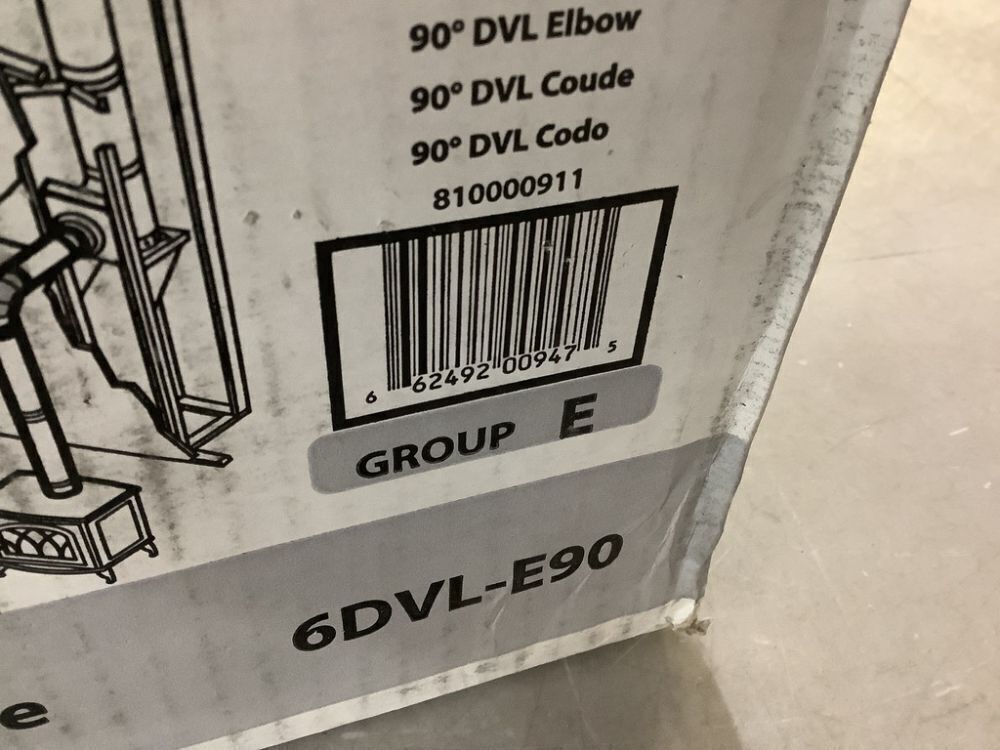 90° DVL Elbow
90° DVL Coude
90° DVL Codo
810000911
6 62492 00947 5
GROUP E
6DVL-E90
e